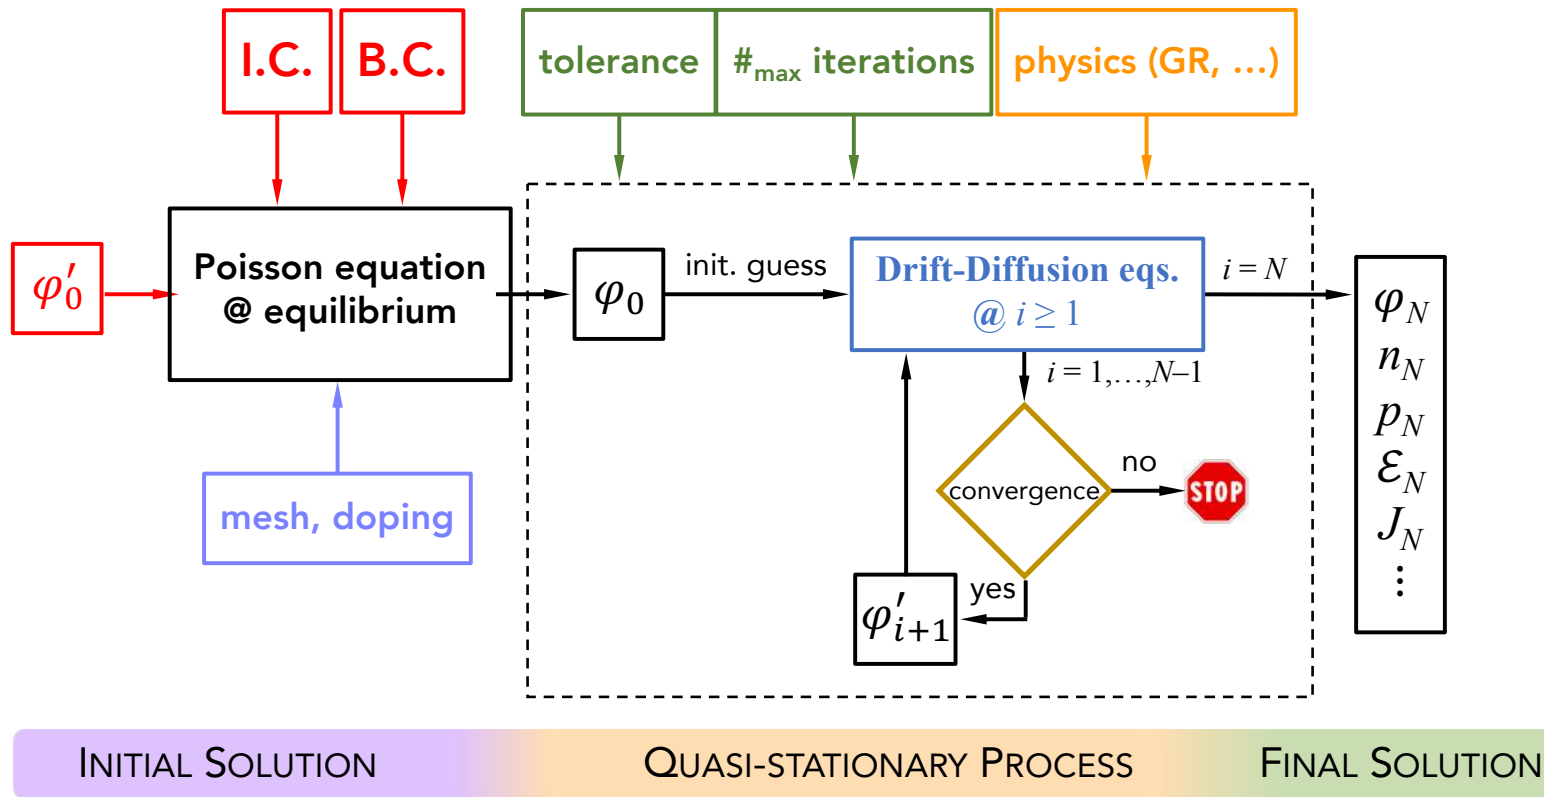 I.C.
B.C.
tolerance
#max iterations
physics (GR, …)
φ′0
Poisson equation
@ equilibrium
φ0
init. guess
Drift-Diffusion eqs.
@ i ≥ 1
i = N
i = 1,…,N–1
mesh, doping
convergence
no
STOP
yes
φ′i+1
φN
nN
pN
ℰN
JN
⋮
INITIAL SOLUTION
QUASI-STATIONARY PROCESS
FINAL SOLUTION